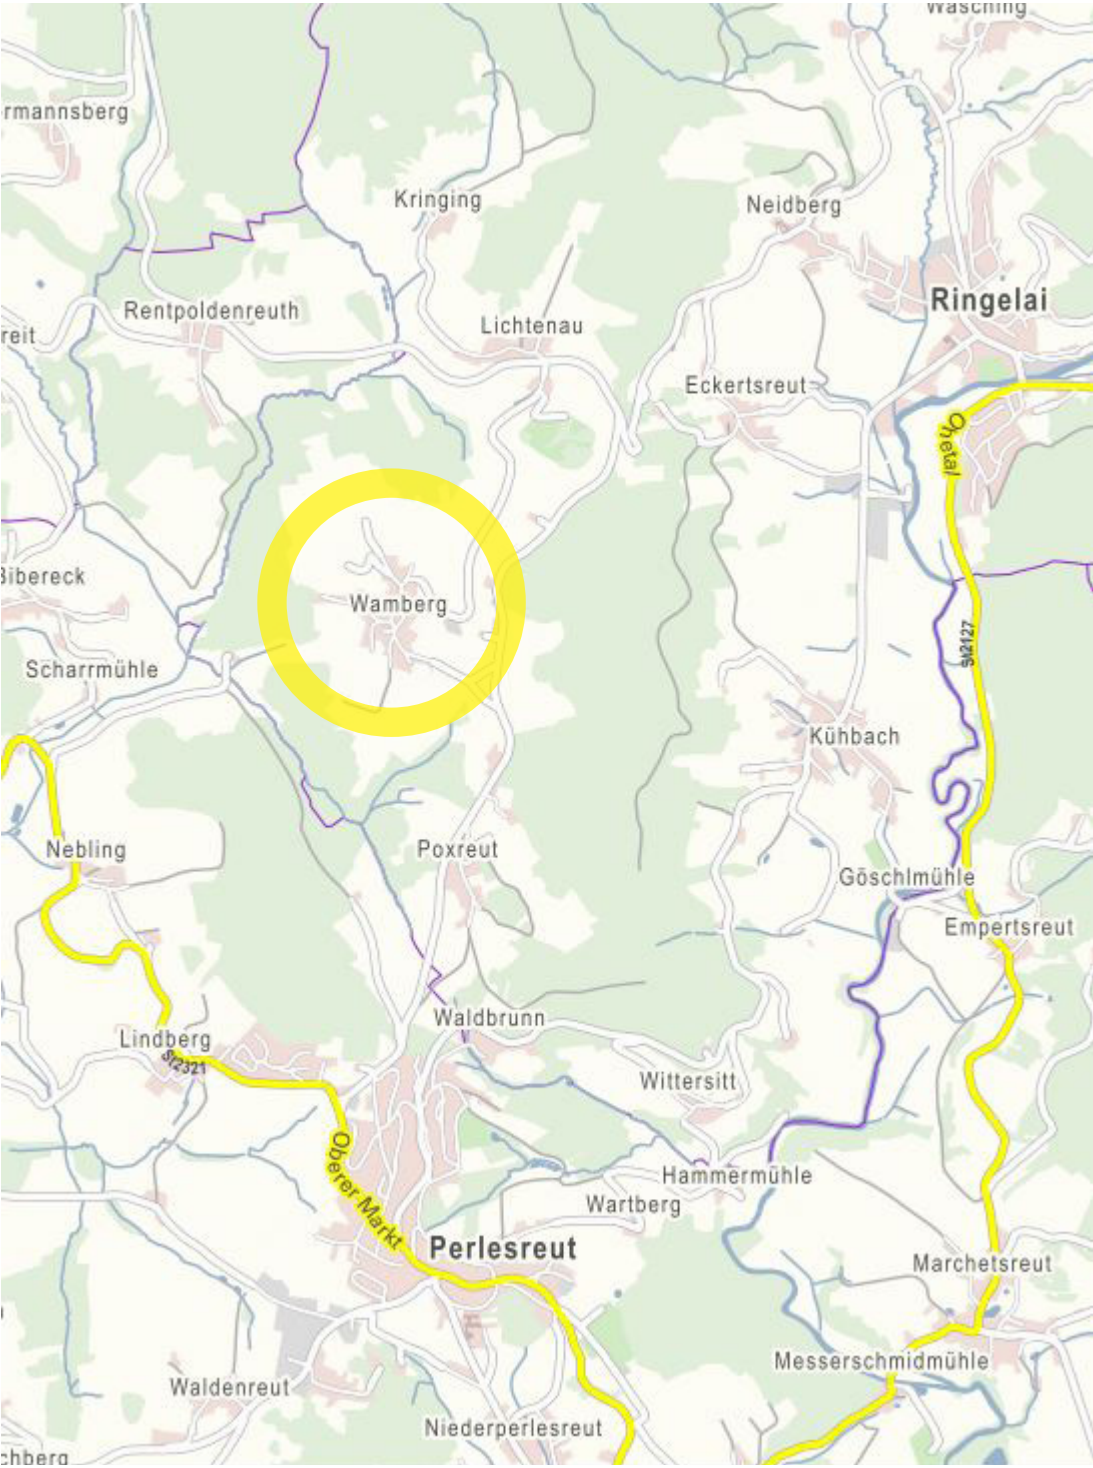 Wasching
rmannsberg
Kringing
Neidberg
Ringelai
Rentpoldenreuth
Lichtenau
reit
Eckertsreut
Ohetal
Bibereck
Wamberg
St2127
Scharrmühle
Kühbach
Nebling
Poxreut
Göschlmühle
Empertsreut
Waldbrunn
Lindberg
St2321
Wittersitt
Oberer Markt
Hammermühle
Wartberg
Perlesreut
Marchetsreut
Messerschmidmühle
Waldenreut
Niederperlesreut
chberg